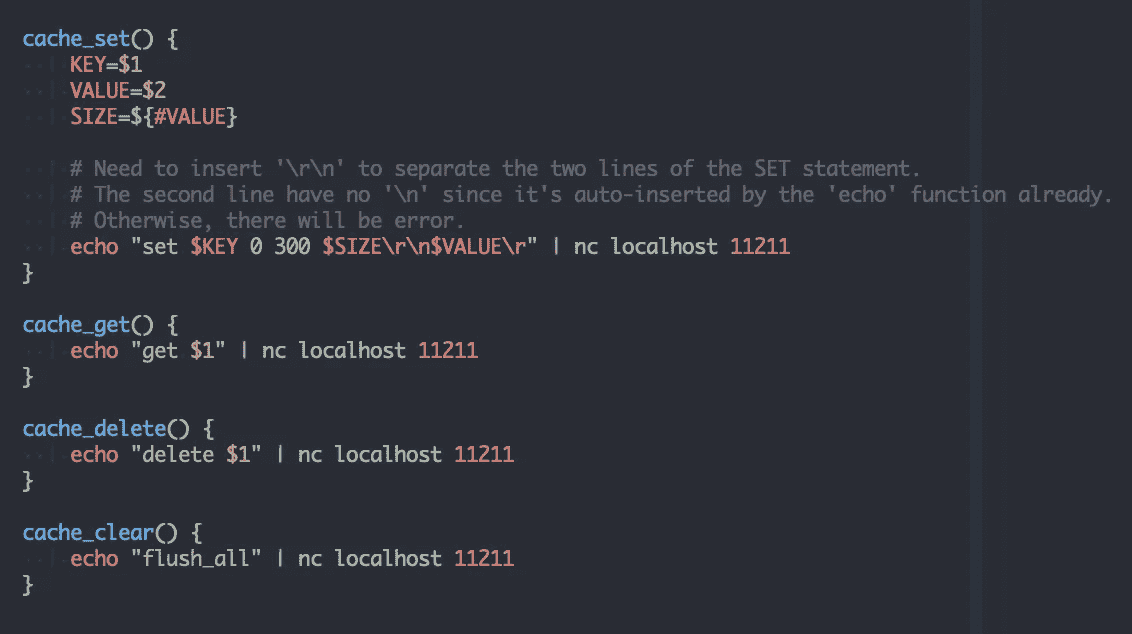 cache_set() {
    KEY=$1
    VALUE=$2
    SIZE=${#VALUE}

    # Need to insert '\r\n' to separate the two lines of the SET statement.
    # The second line have no '\n' since it's auto-inserted by the 'echo' function already.
    # Otherwise, there will be error.
    echo "set $KEY 0 300 $SIZE\r\n$VALUE\r" | nc localhost 11211
}

cache_get() {
    echo "get $1" | nc localhost 11211
}

cache_delete() {
    echo "delete $1" | nc localhost 11211
}

cache_clear() {
    echo "flush_all" | nc localhost 11211
}